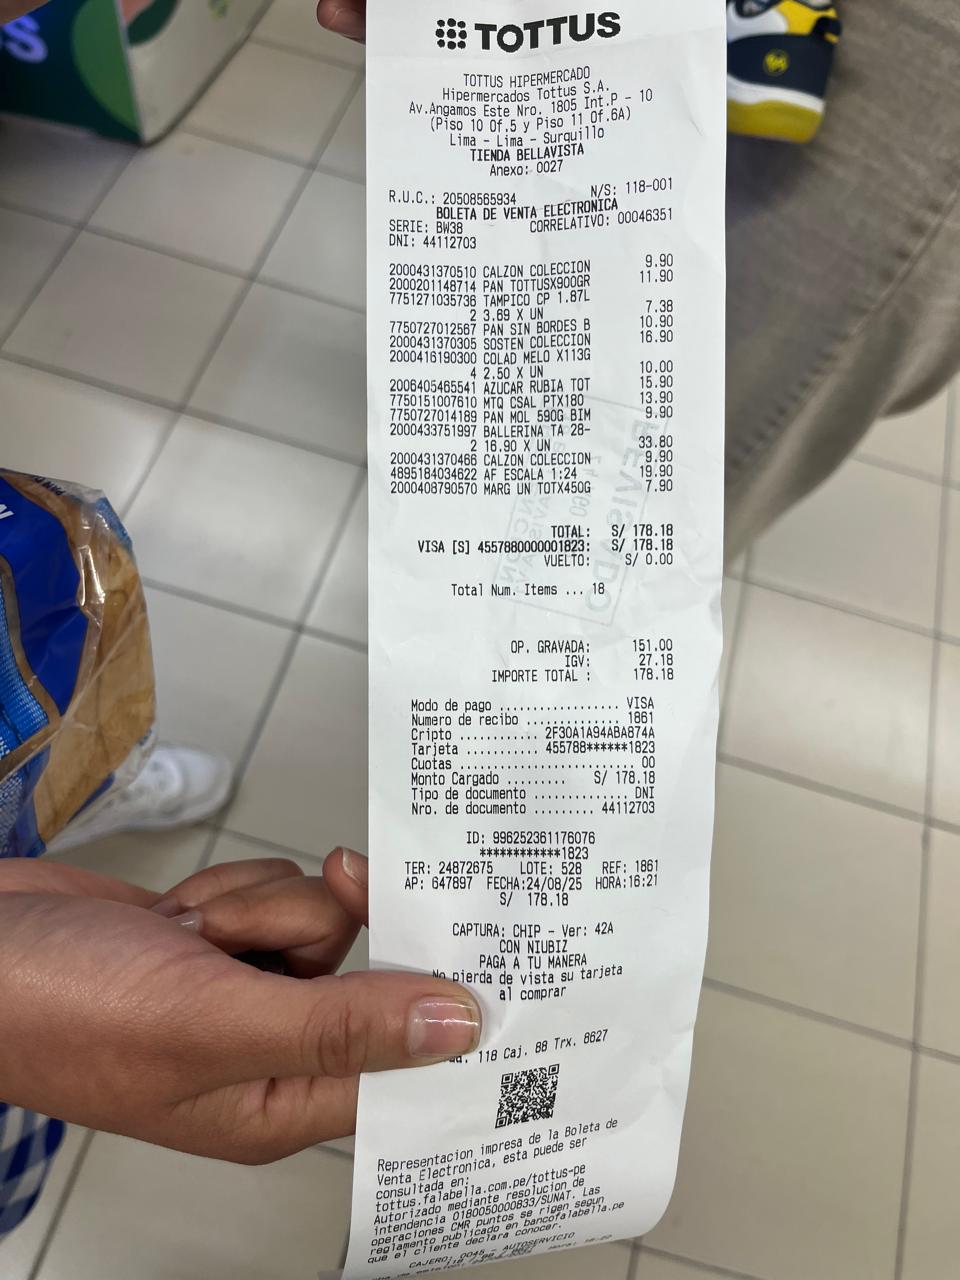 TOTTUS
TOTTUS HIPERMERCADO
Hipermercados Tottus S.A.
Av.Angamos Este Nro. 1805 Int.P - 10
(Piso 10 Of.5 y Piso 11 Of.6A)
Lima - Lima - Surquillo
TIENDA BELLAVISTA
Anexo: 0027
R.U.C.: 20508565934 N/S: 118-001
BOLETA DE VENTA ELECTRONICA
SERIE: BW38 CORRELATIVO: 00046351
DNI: 44112703
2000431370510 CALZON COLECCION 9.90
2000201148714 PAN TOTTUSX900GR 11.90
7751271035736 TAMPICO CP 1.87L
2 3.69 X UN 7.38
7750727012567 PAN SIN BORDES B 10.90
2000431370305 SOSTEN COLECCION 16.90
2000416190300 COLAD MELO X113G
4 2.50 X UN 10.00
2006405465541 AZUCAR RUBIA TOT 15.90
7750151007610 MTQ CSAL PTX180 13.90
7750727014189 PAN MOL 590G BIM 9.90
2000433751997 BALLERINA TA 28-
2 16.90 X UN 33.80
2000431370466 CALZON COLECCION 9.90
4895184034622 AF ESCALA 1:24 19.90
2000408790570 MARG UN TOTX450G 7.90
TOTAL: S/ 178.18
VISA [S] 4557880000001823: S/ 178.18
VUELTO: S/ 0.00
Total Num. Items ... 18
OP. GRAVADA: 151.00
IGV: 27.18
IMPORTE TOTAL : 178.18
Modo de pago .................. VISA
Numero de recibo .............. 1861
Cripto ........... 2F30A1A94ABA874A
Tarjeta .......... 455788******1823
Cuotas .......................... 00
Monto Cargado ......... S/ 178.18
Tipo de documento .............. DNI
Nro. de documento ......... 44112703
ID: 996252361176076
************1823
TER: 24872675 LOTE: 528 REF: 1861
AP: 647897 FECHA:24/08/25 HORA:16:21
S/ 178.18
CAPTURA: CHIP - Ver: 42A
CON NIUBIZ
PAGA A TU MANERA
No pierda de vista su tarjeta
al comprar
118 Caj. 88 Trx. 8627
Representacion impresa de la Boleta de
Venta Electronica, esta puede ser
consultada en:
tottus.falabella.com.pe/tottus-pe
Autorizado mediante resolucion de
intendencia 0180050000833/SUNAT. Las
operaciones CMR puntos se rigen segun
reglamento publicado en bancofalabella.pe
que el cliente declara conocer.
CAJERO: 0045 - AUTOSERVICIO